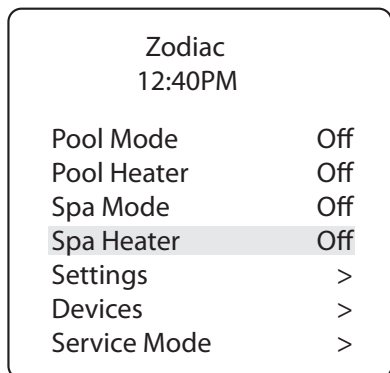 Zodiac
12:40PM
Pool Mode Off
Pool Heater Off
Spa Mode Off
Spa Heater Off
Settings >
Devices >
Service Mode >